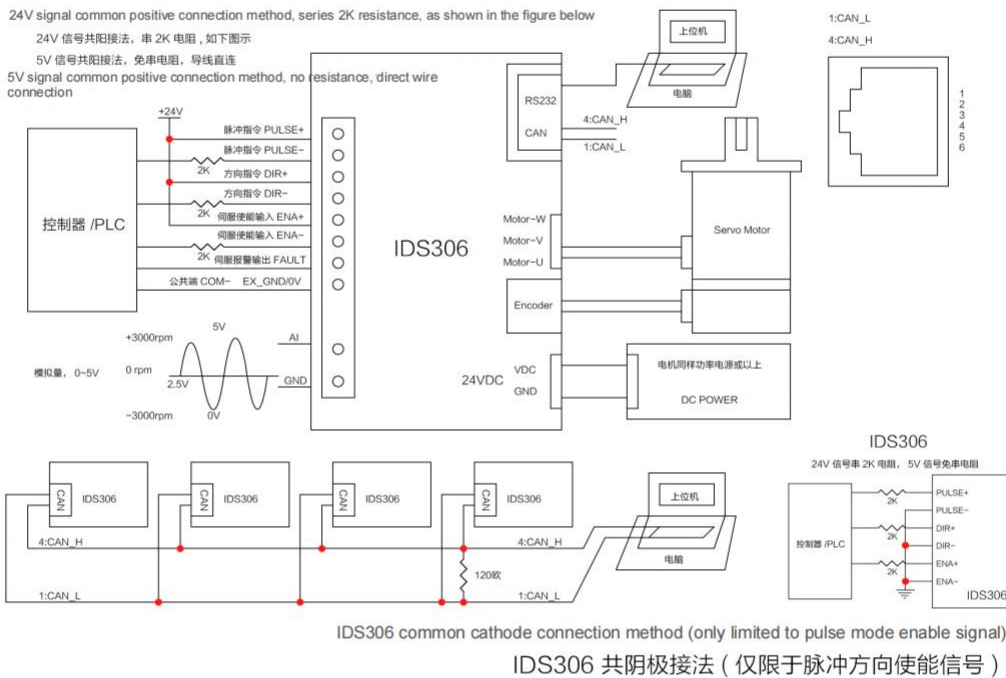 24V signal common positive connection method, series 2K resistance, as shown in the figure below
24V 信号共阳接法，串 2K 电阻 , 如下图示
5V 信号共阳接法，免串电阻，导线直连
5V signal common positive connection method, no resistance, direct wire
connection
+24V
脉冲指令 PULSE+
脉冲指令 PULSE−
2K
方向指令 DIR+
方向指令 DIR−
2K
伺服使能输入 ENA+
伺服使能输入 ENA−
2K
伺服报警输出 FAULT
公共端 COM− EX_GND/0V
控制器 /PLC
IDS306
模拟量，0~5V
+3000rpm
0 rpm
−3000rpm
5V
2.5V
0V
AI
GND
RS232
CAN
4:CAN_H
1:CAN_L
上位机
电脑
Motor−W
Motor−V
Motor−U
Servo Motor
Encoder
24VDC
VDC
GND
电机同样功率电源或以上
DC POWER
1:CAN_L
4:CAN_H
1
2
3
4
5
6
CAN
IDS306
CAN
IDS306
CAN
IDS306
CAN
IDS306
4:CAN_H
4:CAN_H
120欧
1:CAN_L
1:CAN_L
上位机
电脑
IDS306
24V 信号串 2K 电阻， 5V 信号免串电阻
控制器 /PLC
2K
2K
2K
PULSE+
PULSE−
DIR+
DIR−
ENA+
ENA−
IDS306
IDS306 common cathode connection method (only limited to pulse mode enable signal)
IDS306 共阴极接法 ( 仅限于脉冲方向使能信号 )